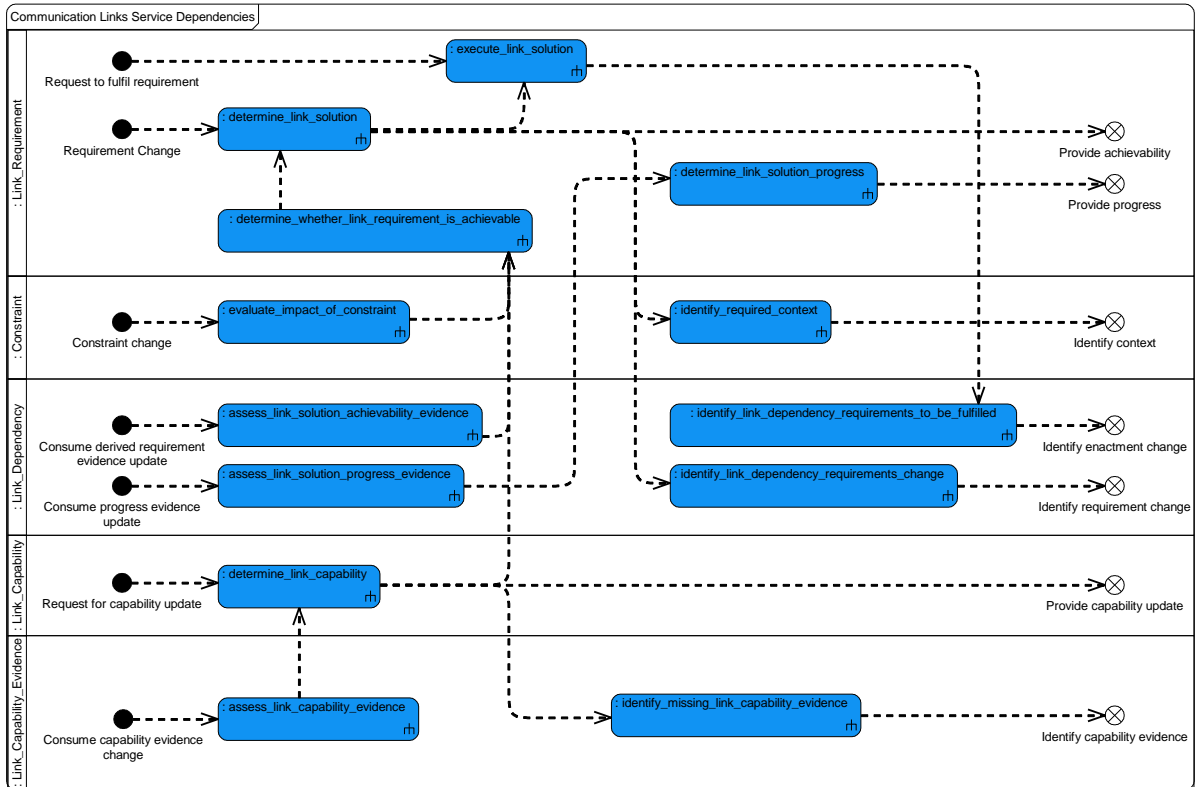 Communication Links Service Dependencies
: Link_Requirement
: execute_link_solution
Request to fulfil requirement
: determine_link_solution
Requirement Change
Provide achievability
: determine_link_solution_progress
Provide progress
: determine_whether_link_requirement_is_achievable
: Constraint
: evaluate_impact_of_constraint
: identify_required_context
Constraint change
Identify context
: Link_Dependency
: assess_link_solution_achievability_evidence
: identify_link_dependency_requirements_to_be_fulfilled
Consume derived requirement
evidence update
Identify enactment change
: assess_link_solution_progress_evidence
: identify_link_dependency_requirements_change
Consume progress evidence
update
Identify requirement change
: Link_Capability
: determine_link_capability
Request for capability update
Provide capability update
: Link_Capability_Evidence
: assess_link_capability_evidence
: identify_missing_link_capability_evidence
Consume capability evidence
change
Identify capability evidence